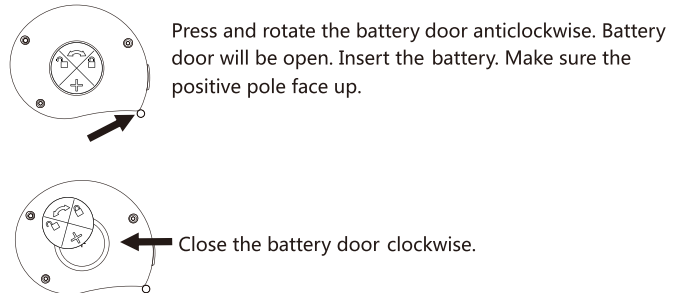 Press and rotate the battery door anticlockwise. Battery
door will be open. Insert the battery. Make sure the
positive pole face up.
Close the battery door clockwise.